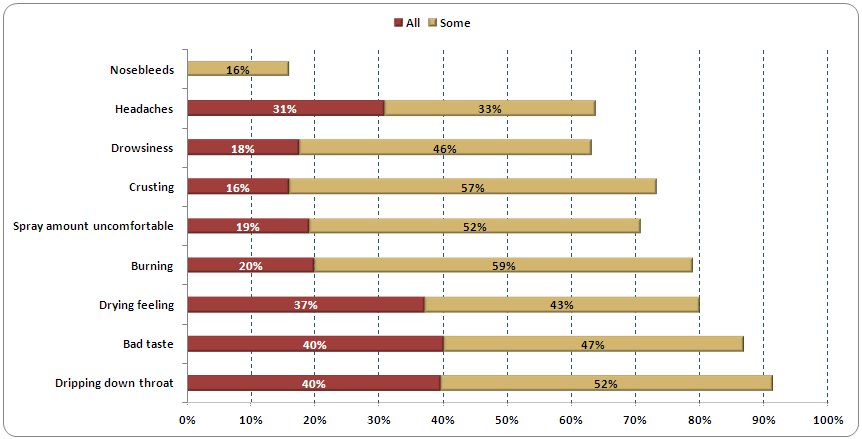 All Some
Nosebleeds 16%
Headaches 31% 33%
Drowsiness 18% 46%
Crusting 16% 57%
Spray amount uncomfortable 19% 52%
Burning 20% 59%
Drying feeling 37% 43%
Bad taste 40% 47%
Dripping down throat 40% 52%
0% 10% 20% 30% 40% 50% 60% 70% 80% 90% 100%